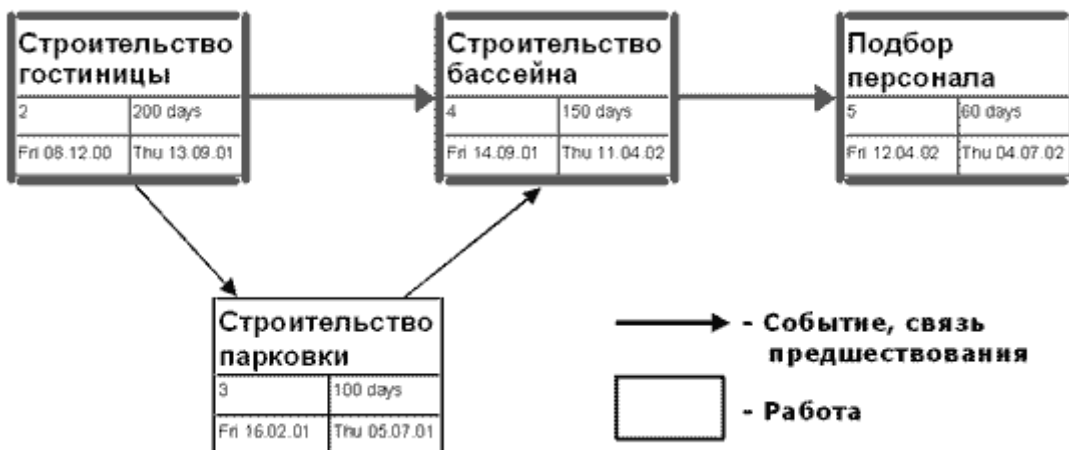 Строительство
гостиницы
2
200 days
Fri 08.12.00
Thu 13.09.01
Строительство
бассейна
4
150 days
Fri 14.09.01
Thu 11.04.02
Подбор
персонала
5
60 days
Fri 12.04.02
Thu 04.07.02
Строительство
парковки
3
100 days
Fri 16.02.01
Thu 05.07.01
- Событие, связь
предшествования
- Работа